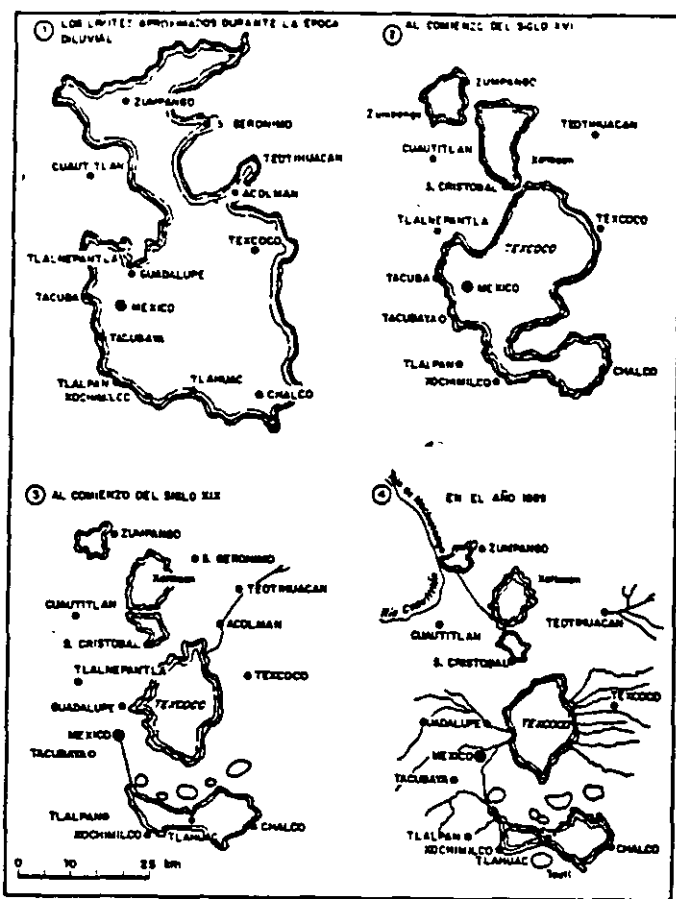 1 LOS LIMITES APROXIMADOS DURANTE LA EPOCA
DILUVIAL
ZUMPANGO
S. GERONIMO
TEOTIHUACAN
CUAUTITLAN
ACOLMAN
TEXCOCO
TLALNEPANTLA
GUADALUPE
TACUBA
MEXICO
TACUBAYA
TLALPAN
XOCHIMILCO
TLAHUAC
CHALCO
2 AL COMIENZO DEL SIGLO XVI
ZUMPANGO
Zumpango
TEOTIHUACAN
CUAUTITLAN
Xaltocan
S. CRISTOBAL
TLALNEPANTLA
TEXCOCO
TEXCOCO
TACUBA
MEXICO
TACUBAYA
TLALPAN
XOCHIMILCO
CHALCO
3 AL COMIENZO DEL SIGLO XIX
ZUMPANGO
S. GERONIMO
Xaltocan
TEOTIHUACAN
CUAUTITLAN
ACOLMAN
S. CRISTOBAL
TLALNEPANTLA
TEXCOCO
TEXCOCO
GUADALUPE
MEXICO
TACUBAYA
TLALPAN
XOCHIMILCO
TLAHUAC
CHALCO
0 10 25 km
4 EN EL AÑO 1889
ZUMPANGO
Xaltocan
Río Cuautitlán
TEOTIHUACAN
CUAUTITLAN
S. CRISTOBAL
TEXCOCO
GUADALUPE
TEXCOCO
MEXICO
TACUBAYA
TLALPAN
XOCHIMILCO
TLAHUAC
CHALCO